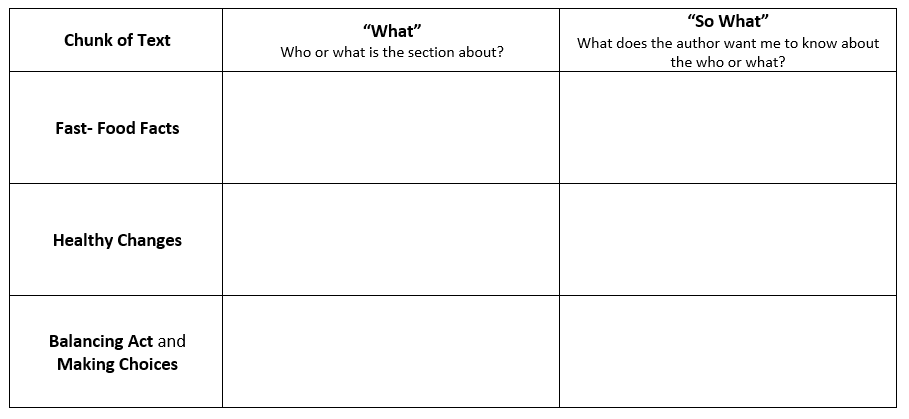 Chunk of Text
“What”
Who or what is the section about?
“So What”
What does the author want me to know about
the who or what?
Fast- Food Facts
Healthy Changes
Balancing Act and
Making Choices